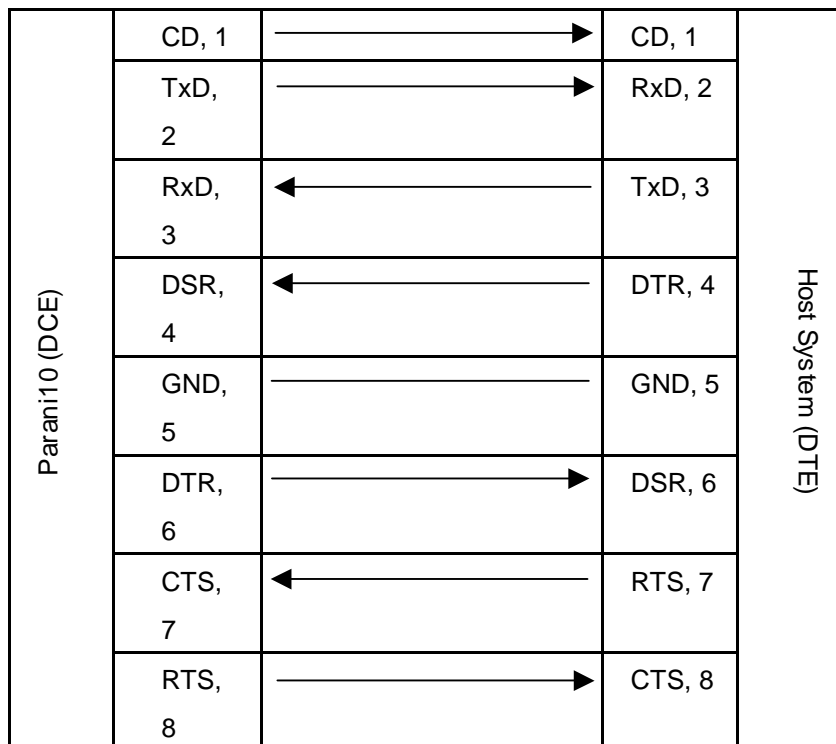 Parani10 (DCE)
CD, 1
CD, 1
TxD,
2
RxD, 2
RxD,
3
TxD, 3
DSR,
4
DTR, 4
GND,
5
GND, 5
DTR,
6
DSR, 6
CTS,
7
RTS, 7
RTS,
8
CTS, 8
Host System (DTE)